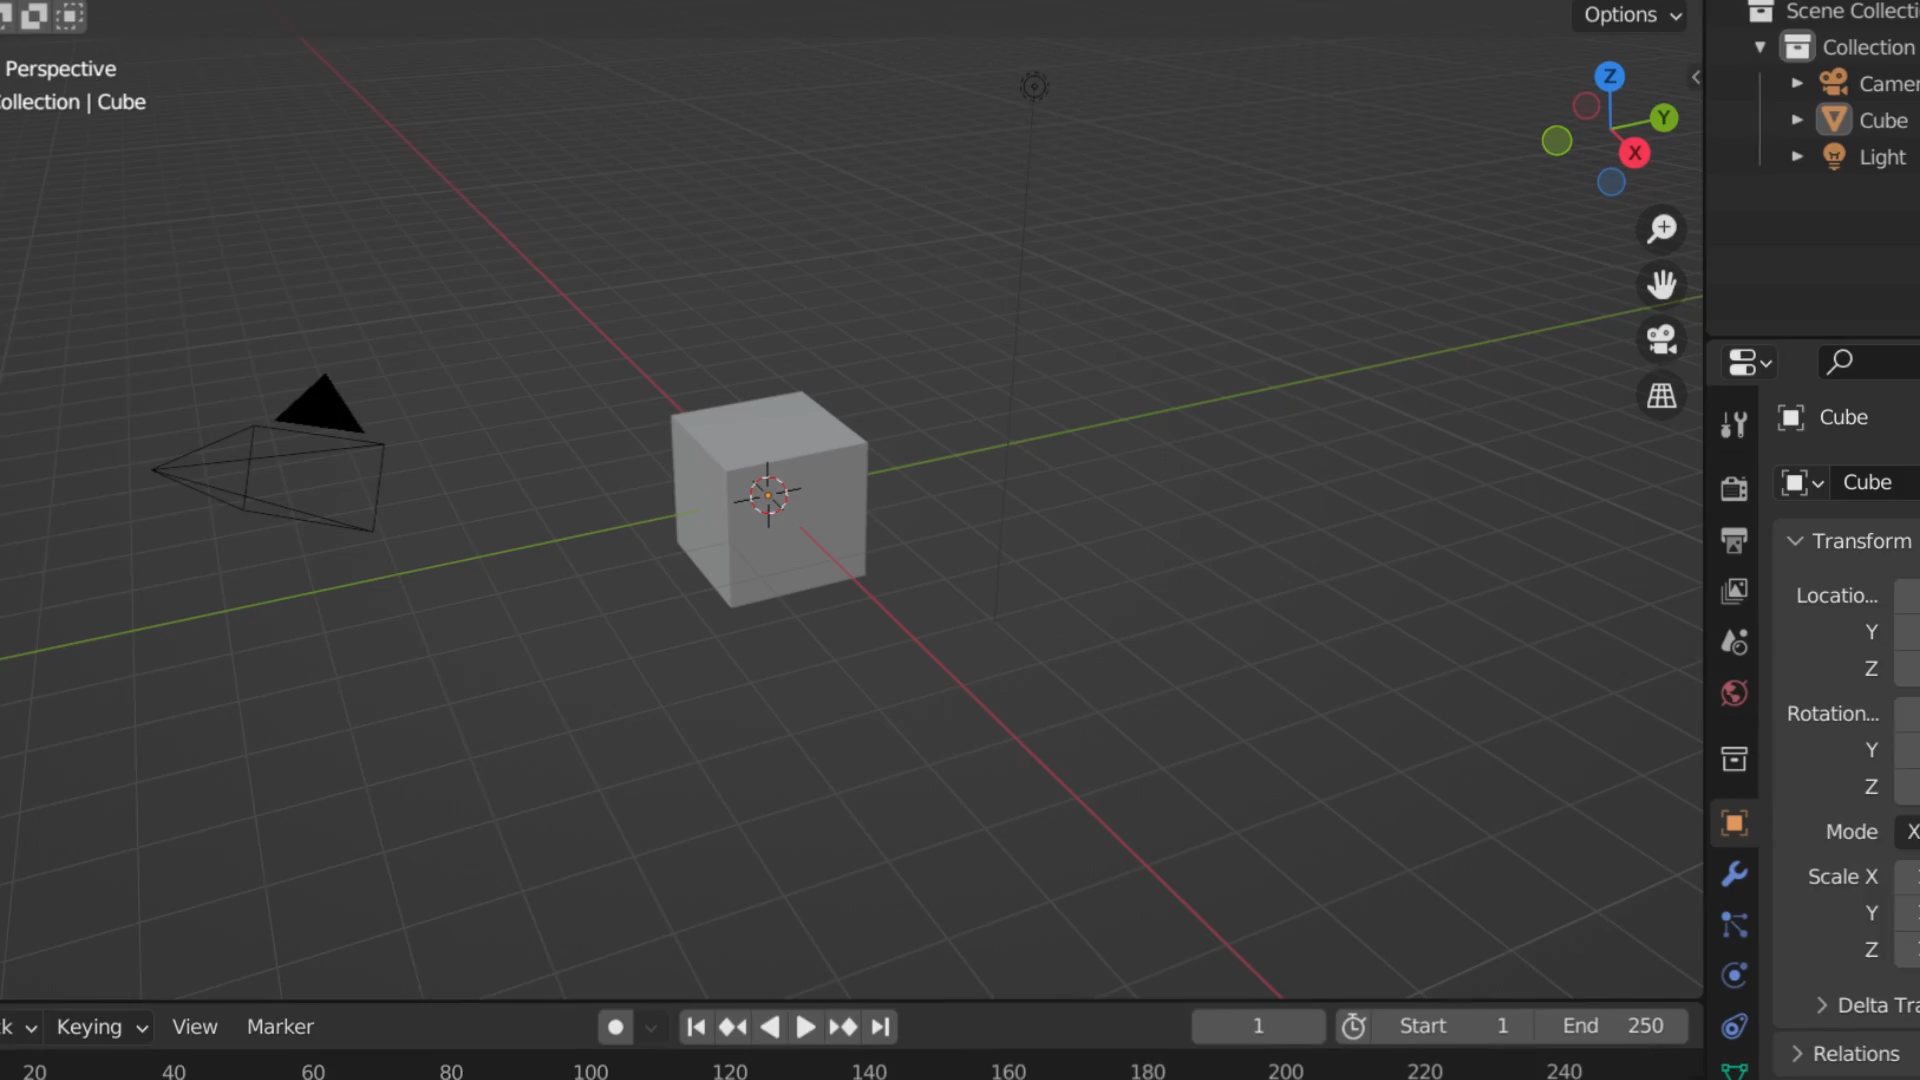 Options
Perspective
ollection | Cube
Z
Y
X
Scene Collecti
Collection
Camer
Cube
Light
Cube
Cube
Transform
Locatio...
Y
Z
Rotation...
Y
Z
Mode X
Scale X
Y
Z
Delta Tra
Relations
k Keying View Marker
1 Start 1 End 250
20 40 60 80 100 120 140 160 180 200 220 240